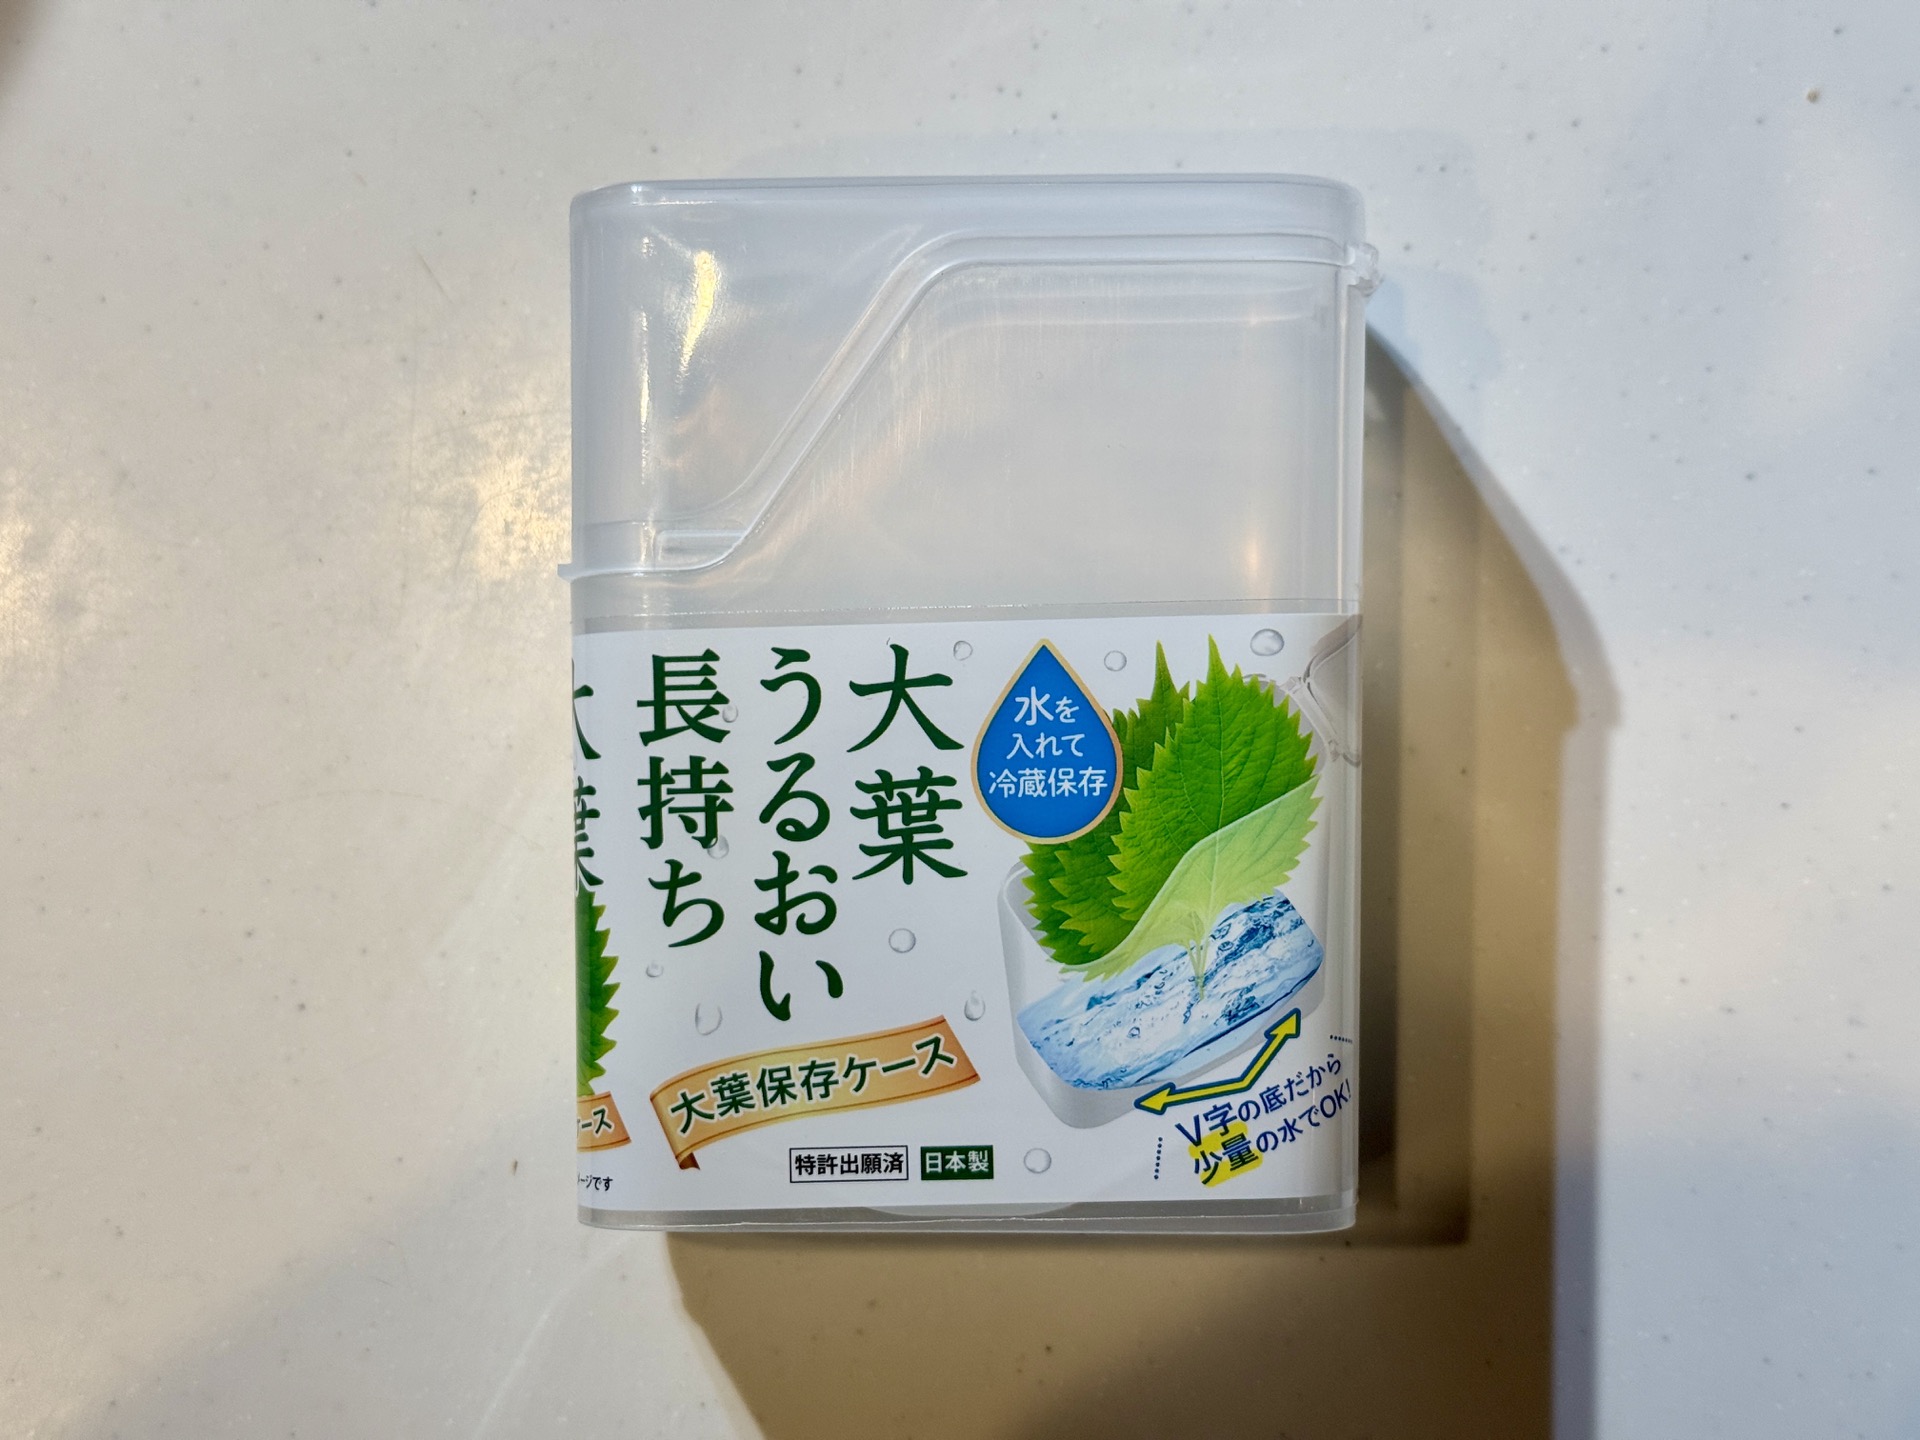 大葉
うるおい
長持ち
水を
入れて
冷蔵保存
大葉保存ケース
特許出願済
日本製
V字の底だから
少量の水でOK!
大葉
ース
ージです